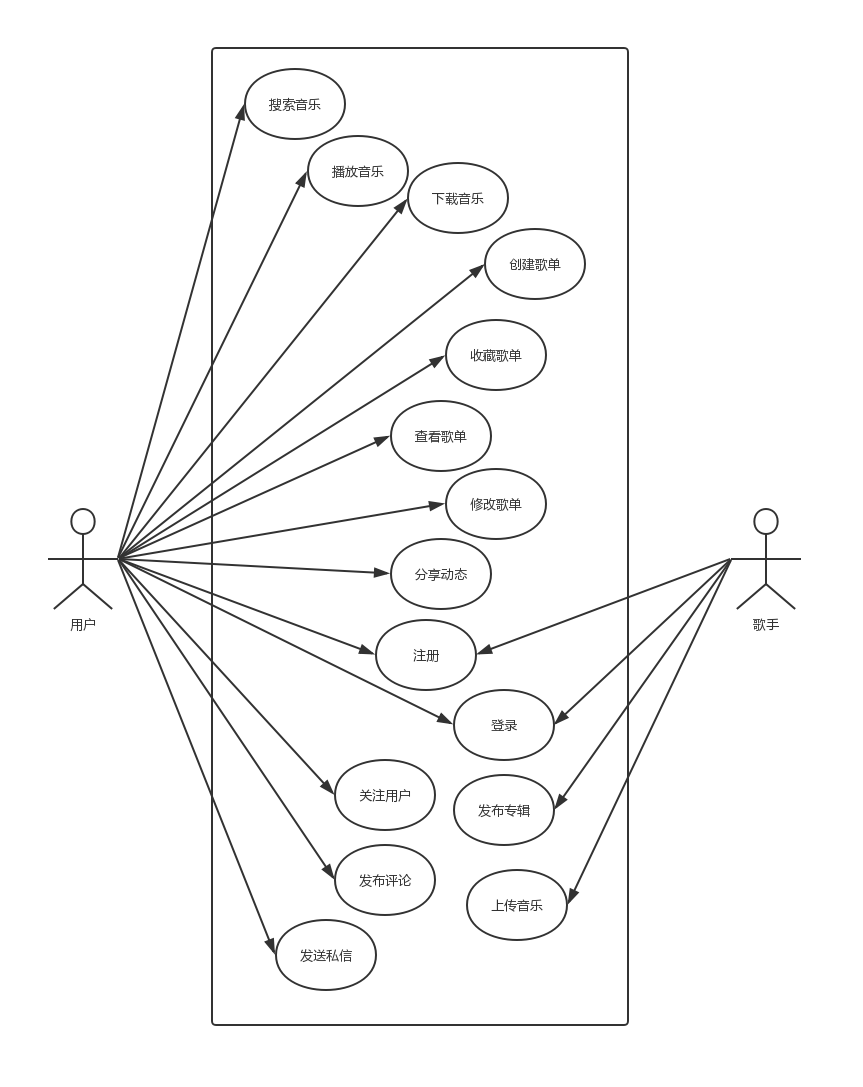 搜索音乐
播放音乐
下载音乐
创建歌单
收藏歌单
查看歌单
修改歌单
分享动态
用户
歌手
注册
登录
关注用户
发布专辑
发布评论
上传音乐
发送私信